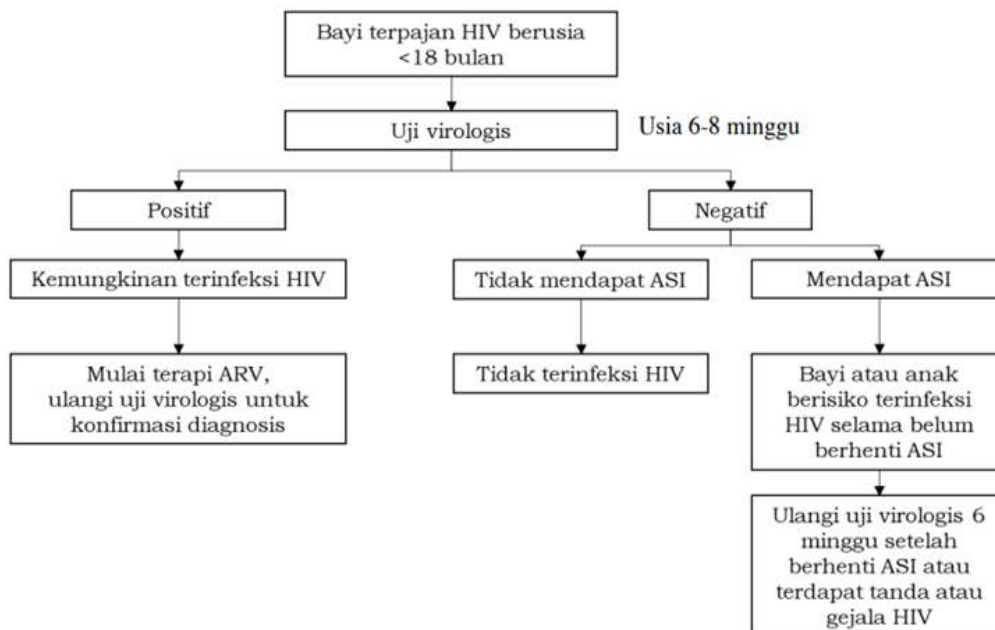 Bayi terpajan HIV berusia
<18 bulan
Uji virologis
Usia 6-8 minggu
Positif
Negatif
Kemungkinan terinfeksi HIV
Tidak mendapat ASI
Mendapat ASI
Mulai terapi ARV,
ulangi uji virologis untuk
konfirmasi diagnosis
Tidak terinfeksi HIV
Bayi atau anak
berisiko terinfeksi
HIV selama belum
berhenti ASI
Ulangi uji virologis 6
minggu setelah
berhenti ASI atau
terdapat tanda atau
gejala HIV